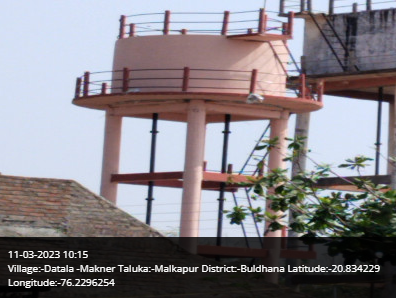 11-03-2023 10:15
Village:-Datala -Makner Taluka:-Malkapur District:-Buldhana Latitude:-20.834229
Longitude:-76.2296254